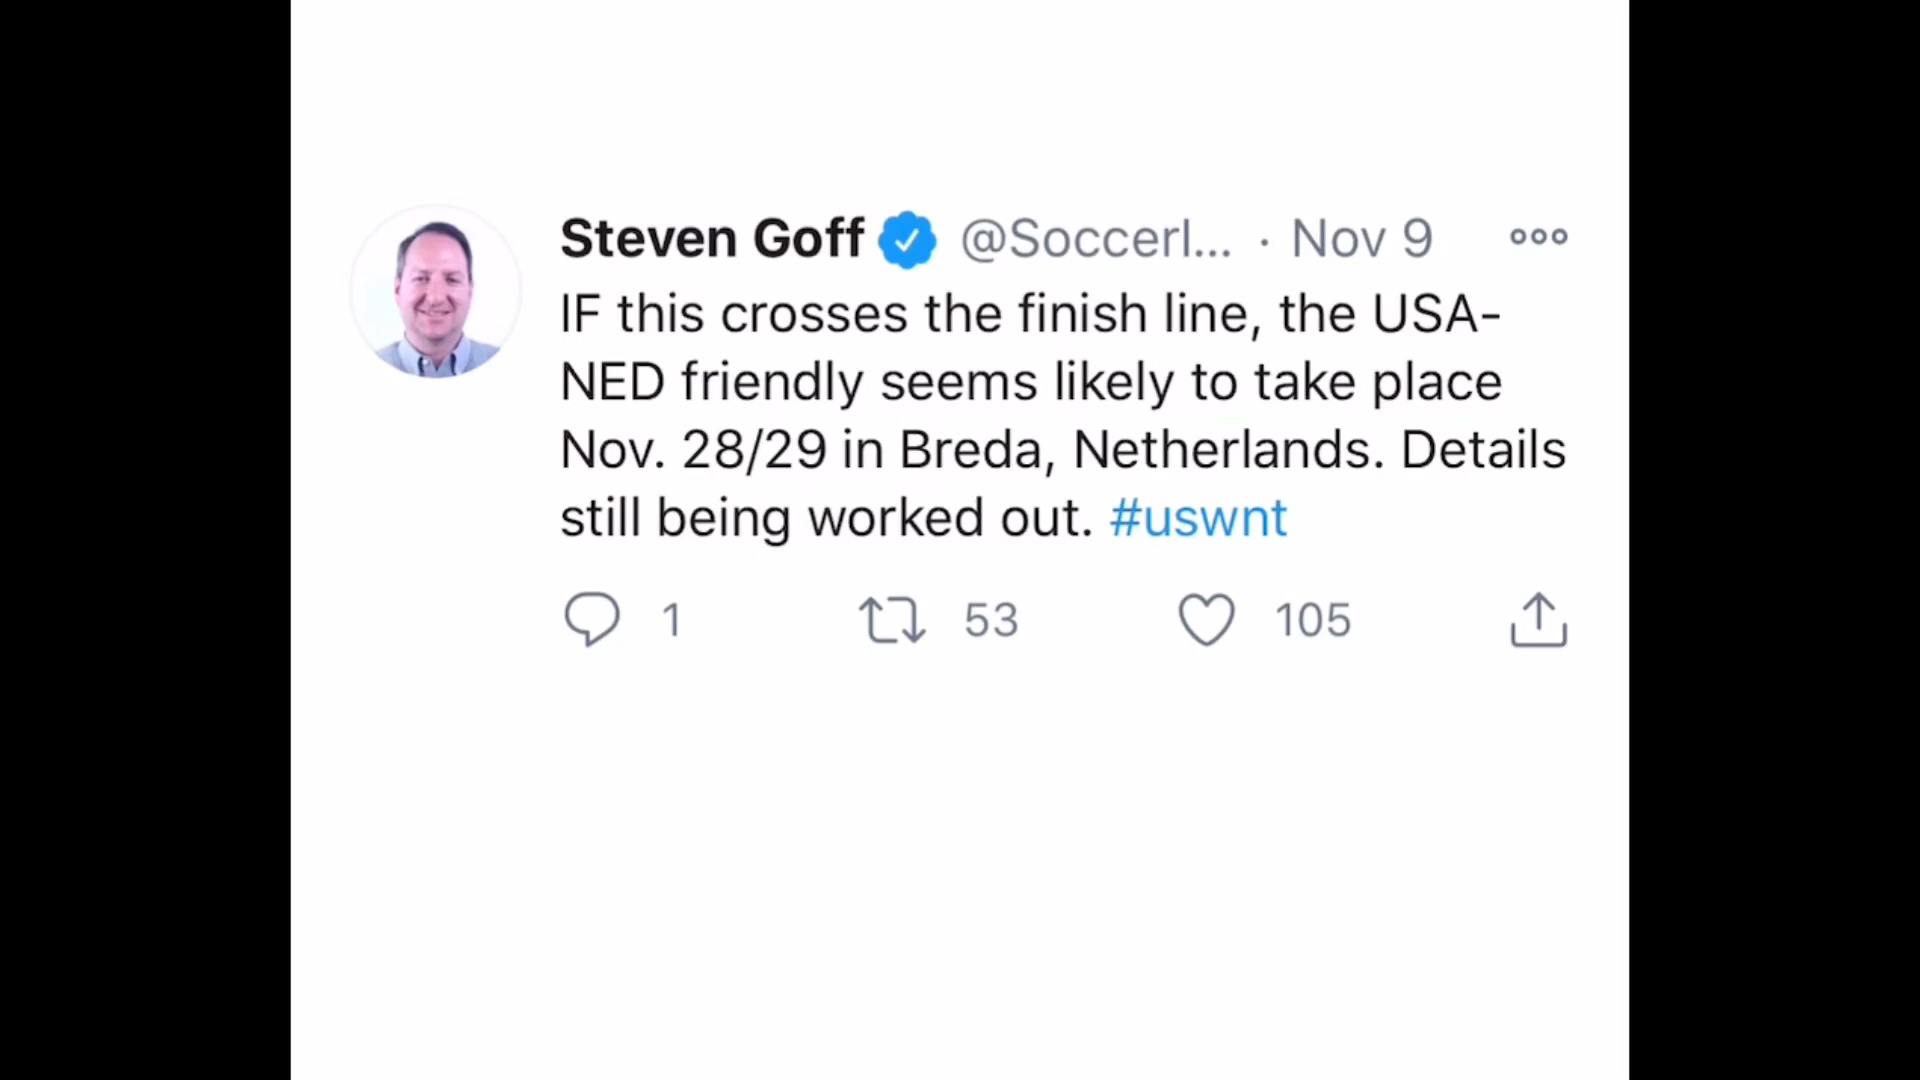 Steven Goff @Soccerl... · Nov 9
IF this crosses the finish line, the USA-
NED friendly seems likely to take place
Nov. 28/29 in Breda, Netherlands. Details
still being worked out. #uswnt
1 53 105